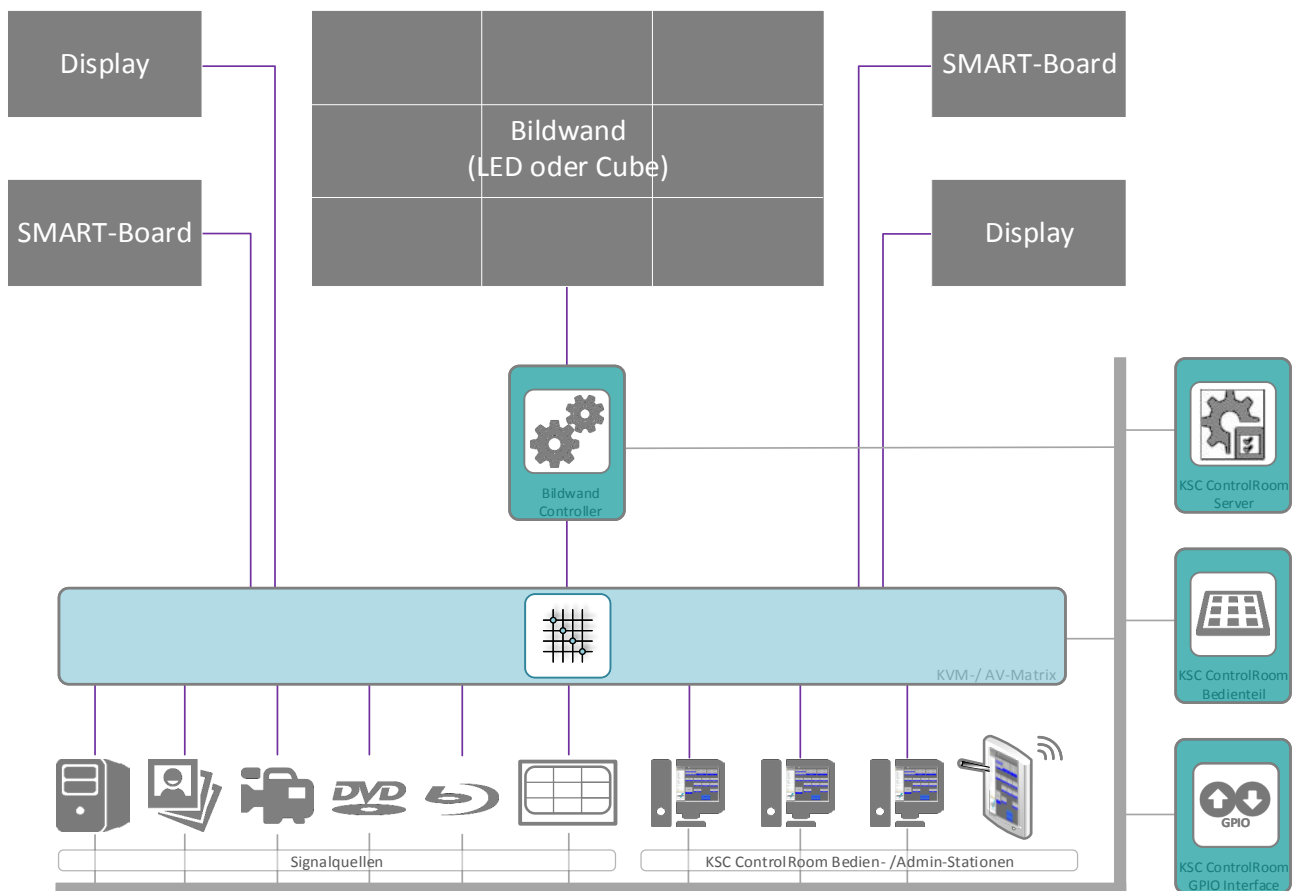 Display
SMART-Board
Bildwand
(LED oder Cube)
SMART-Board
Display
Bildwand
Controller
KSC ControlRoom
Server
KVM-/ AV-Matrix
KSC ControlRoom
Bedienteil
DVD
GPIO
KSC ControlRoom
GPIO Interface
Signalquellen
KSC ControlRoom Bedien- /Admin-Stationen